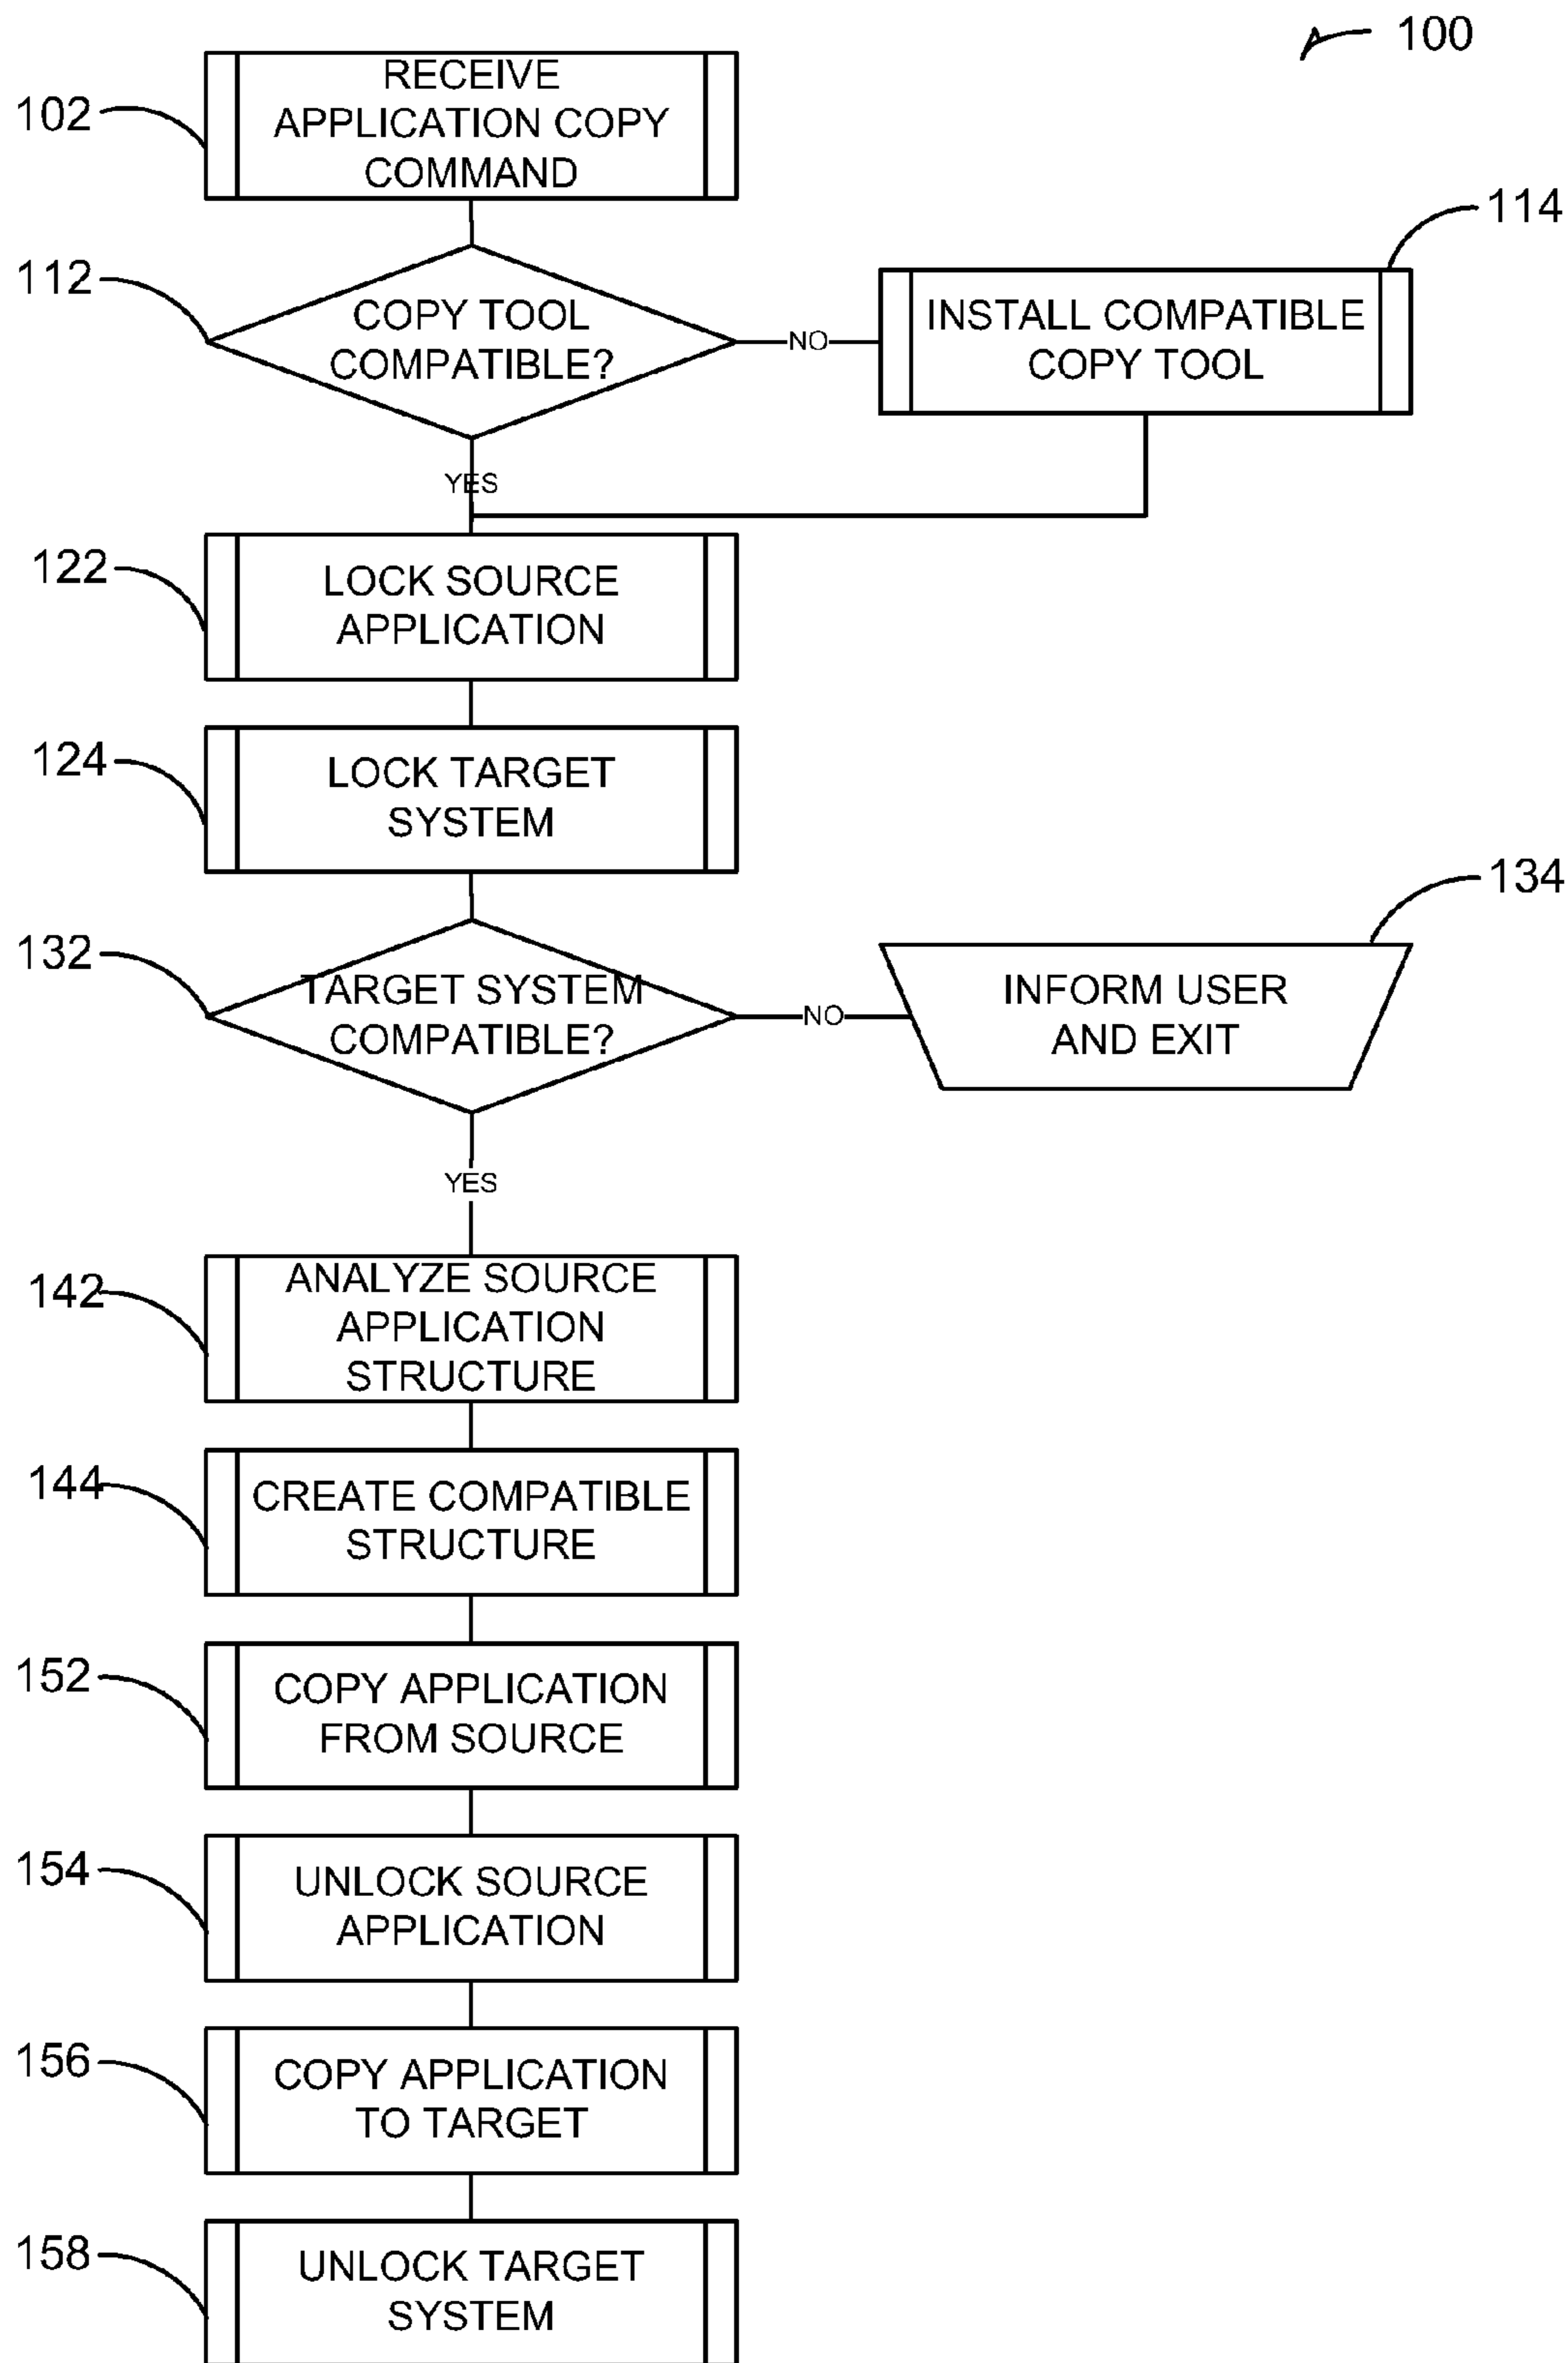 100
102
RECEIVE
APPLICATION COPY
COMMAND
112
COPY TOOL
COMPATIBLE?
NO
114
INSTALL COMPATIBLE
COPY TOOL
YES
122
LOCK SOURCE
APPLICATION
124
LOCK TARGET
SYSTEM
132
TARGET SYSTEM
COMPATIBLE?
NO
134
INFORM USER
AND EXIT
YES
142
ANALYZE SOURCE
APPLICATION
STRUCTURE
144
CREATE COMPATIBLE
STRUCTURE
152
COPY APPLICATION
FROM SOURCE
154
UNLOCK SOURCE
APPLICATION
156
COPY APPLICATION
TO TARGET
158
UNLOCK TARGET
SYSTEM